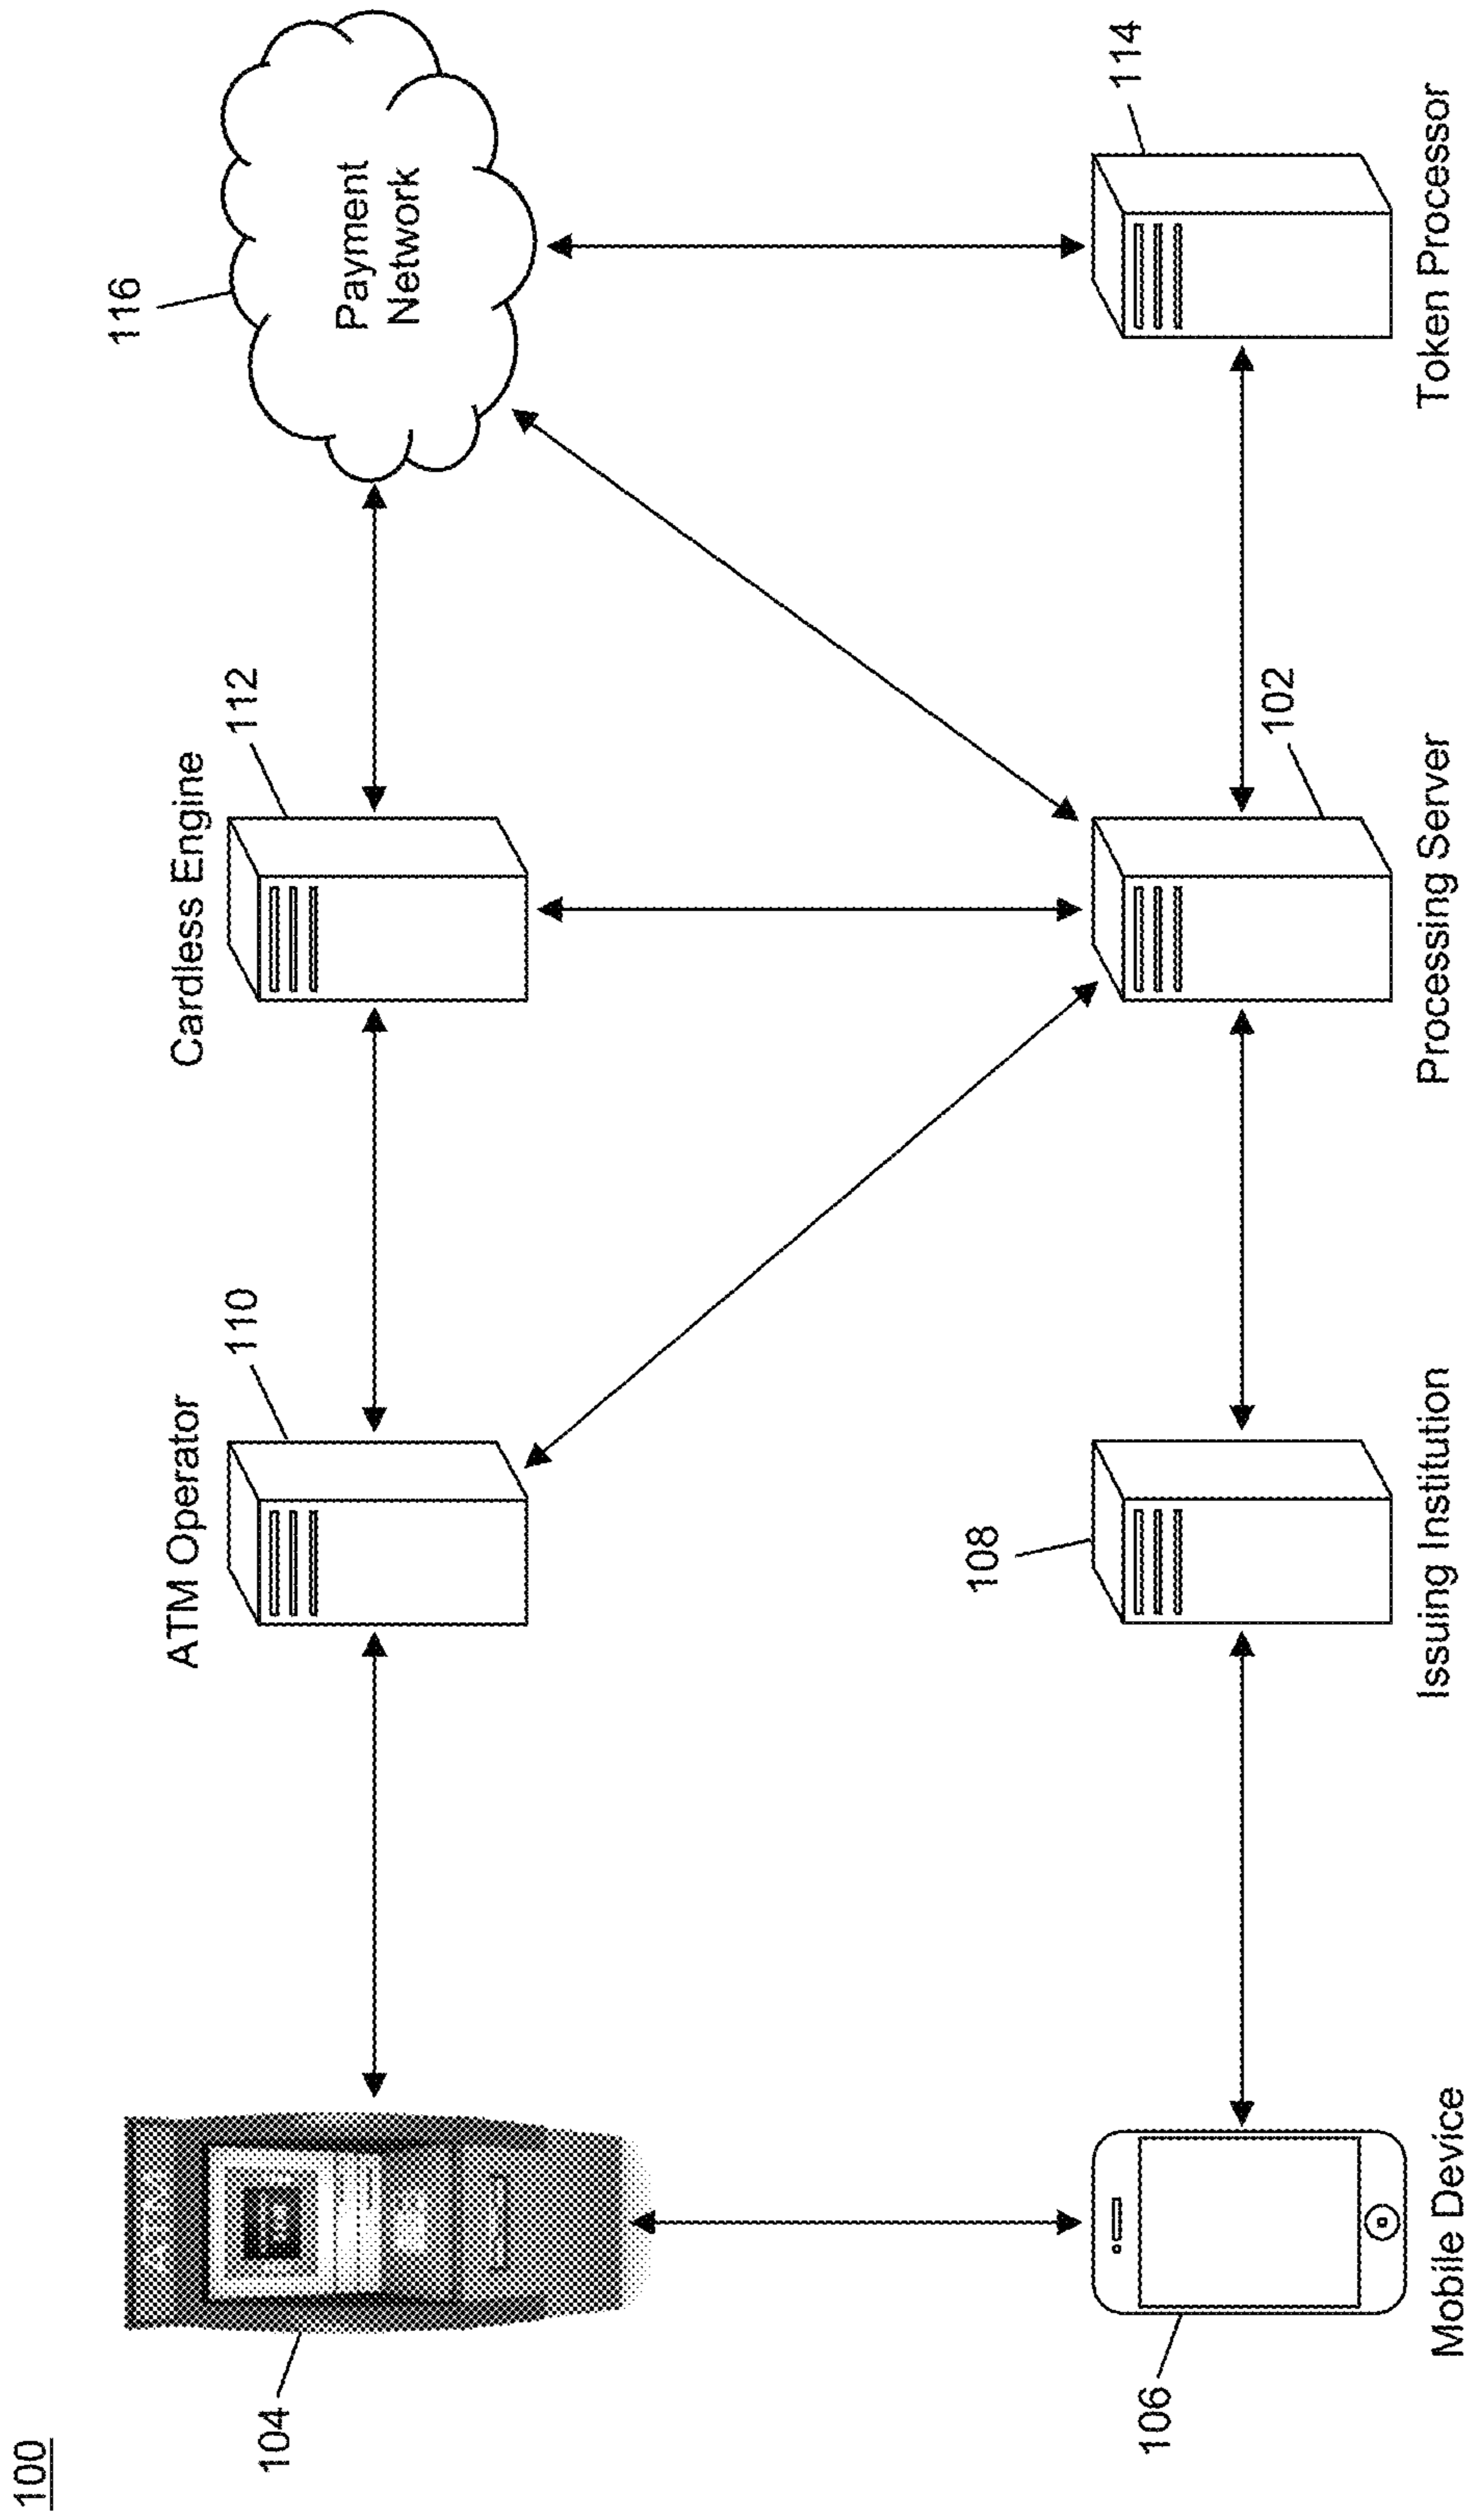 100
104
ATM
ATM Operator
110
Cardless Engine
112
116
Payment
Network
106
Mobile Device
108
Issuing Institution
102
Processing Server
114
Token Processor